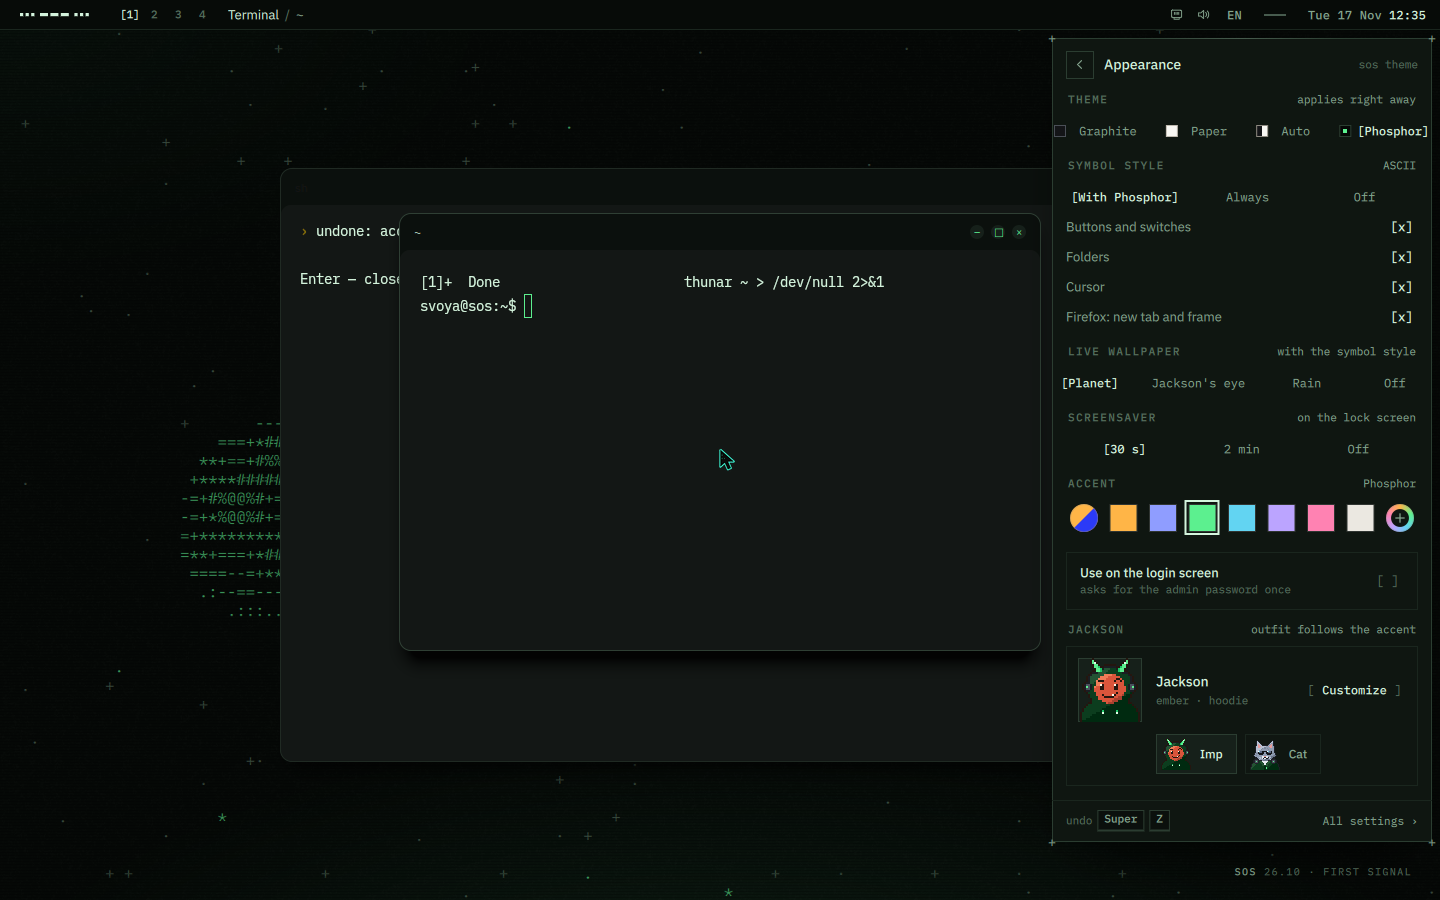 [1] 2 3 4 Terminal / ~ EN Tue 17 Nov 12:35
Appearance sos theme
THEME applies right away
Graphite Paper Auto [Phosphor]
SYMBOL STYLE ASCII
[With Phosphor] Always Off
Buttons and switches [x]
Folders [x]
Cursor [x]
Firefox: new tab and frame [x]
LIVE WALLPAPER with the symbol style
[Planet] Jackson's eye Rain Off
SCREENSAVER on the lock screen
[30 s] 2 min Off
ACCENT Phosphor
Use on the login screen [ ]
asks for the admin password once
JACKSON outfit follows the accent
Jackson [ Customize ]
ember · hoodie
Imp Cat
undo Super Z All settings ›
› undone: acc
Enter — close
~
[1]+ Done thunar ~ > /dev/null 2>&1
svoya@sos:~$
SOS 26.10 · FIRST SIGNAL